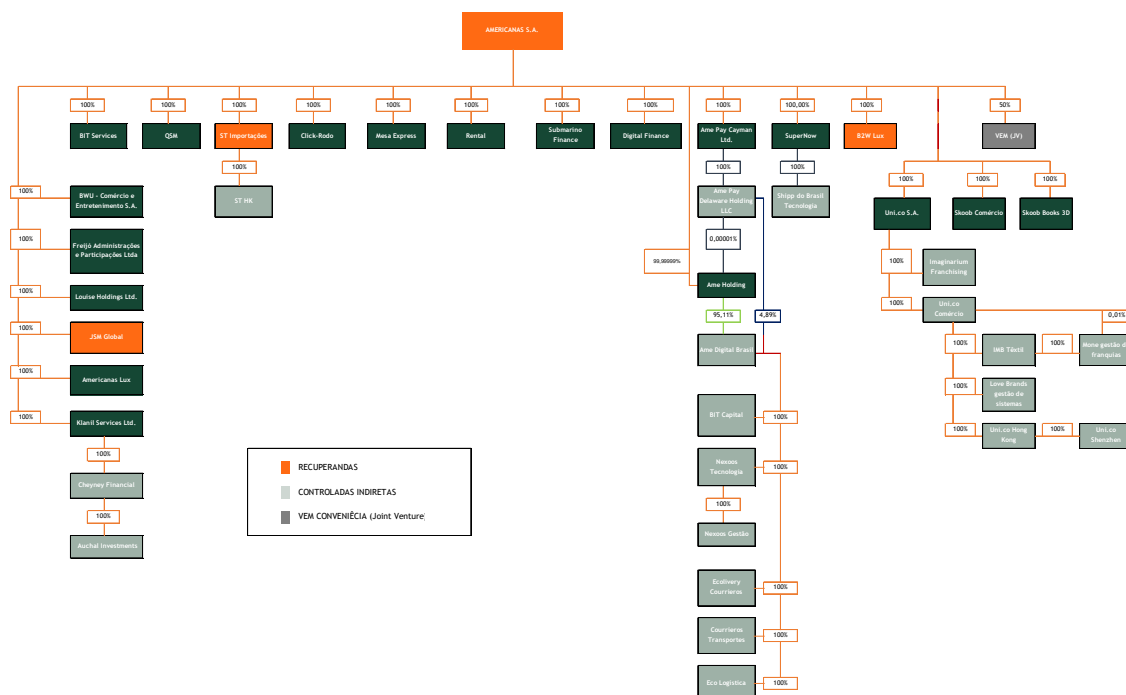 AMERICANAS S.A.
100%
100%
100%
100%
100%
100%
100%
100%
100%
100,00%
100%
50%
BIT Services
QSM
ST Importações
Click-Rodo
Mesa Express
Rental
Submarino
Finance
Digital Finance
Ame Pay Cayman
Ltd.
SuperNow
B2W Lux
VEM (JV)
100%
100%
100%
100%
100%
100%
100%
BWU - Comércio e
Entretenimento S.A.
ST HK
Ame Pay
Delaware Holding
LLC
Shipp do Brasil
Tecnologia
Uni.co S.A.
Skoob Comércio
Skoob Books 3D
100%
Freijó Administrações
e Participações Ltda
0,00001%
99,98999%
100%
Imaginarium
Franchising
100%
Louise Holdings Ltd.
Ame Holding
100%
Uni.co
Comércio
95,11%
4,89%
0,01%
100%
JSM Global
Ame Digital Brasil
100%
IMB Têxtil
100%
Mone gestão de
franquias
100%
Americanas Lux
100%
Love Brands
gestão de
sistemas
100%
Klanil Services Ltd.
BIT Capital
100%
100%
Uni.co Hong
Kong
100%
Uni.co
Shenzhen
100%
Cheyney Financial
RECUPERANDAS
CONTROLADAS INDIRETAS
VEM CONVENIÊCIA (Joint Venture)
Nexoos
Tecnologia
100%
100%
100%
Auchal Investments
Nexoos Gestão
Ecolivery
Courrieros
100%
Courrieros
Transportes
100%
Eco Logística
100%